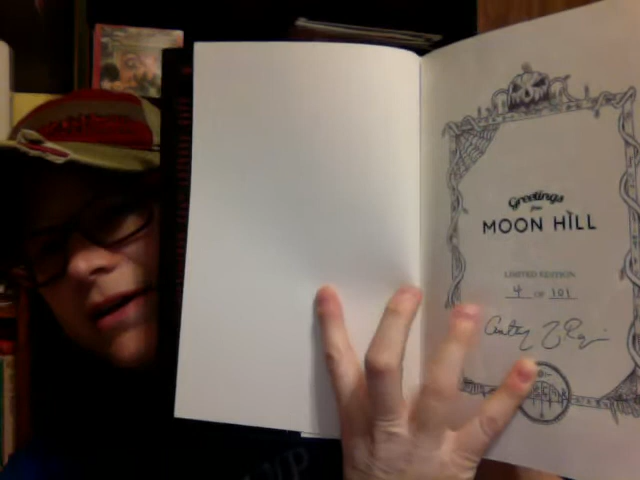 Greetings
from
MOON HILL
LIMITED EDITION
4 OF 101